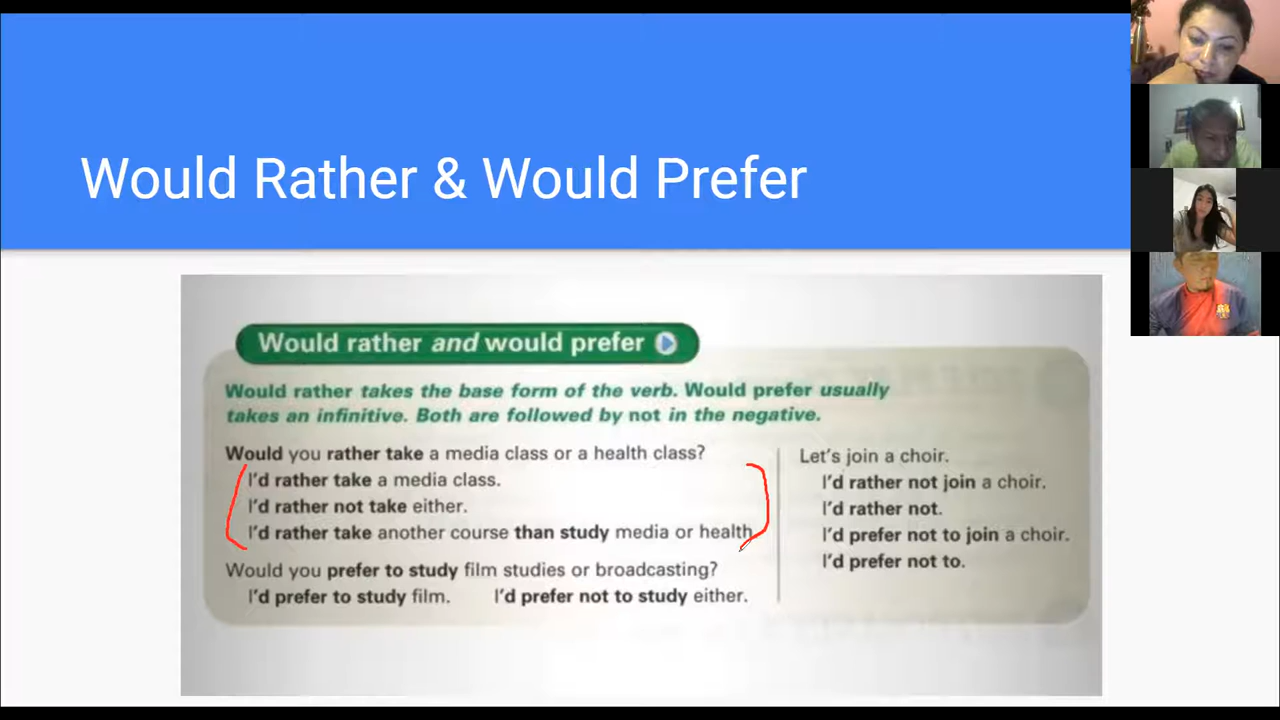 Would Rather & Would Prefer
Would rather and would prefer
Would rather takes the base form of the verb. Would prefer usually
takes an infinitive. Both are followed by not in the negative.
Would you rather take a media class or a health class?
I'd rather take a media class.
I'd rather not take either.
I'd rather take another course than study media or health
Would you prefer to study film studies or broadcasting?
I'd prefer to study film. I'd prefer not to study either.
Let's join a choir.
I'd rather not join a choir.
I'd rather not.
I'd prefer not to join a choir.
I'd prefer not to.